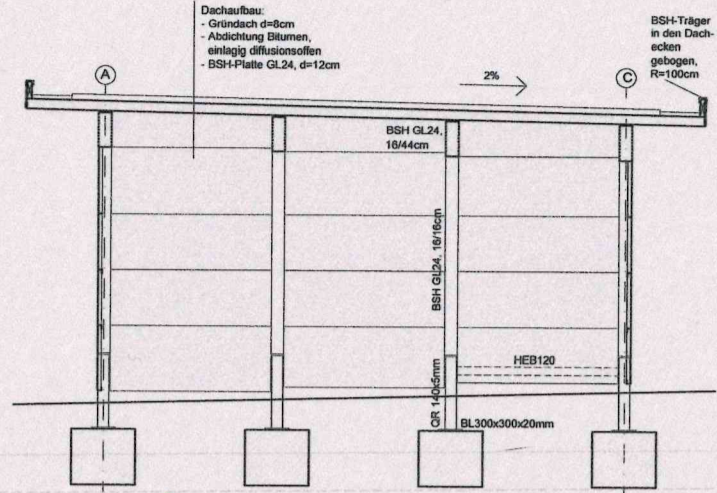 Dachaufbau:
- Gründach d=8cm
- Abdichtung Bitumen,
einlagig diffusionsoffen
- BSH-Platte GL24, d=12cm
BSH-Träger
in den Dach-
ecken
gebogen,
R=100cm
A
2%
C
BSH GL24,
16/44cm
BSH GL24, 16/16cm
HEB120
QR 140x5mm
BL300x300x20mm